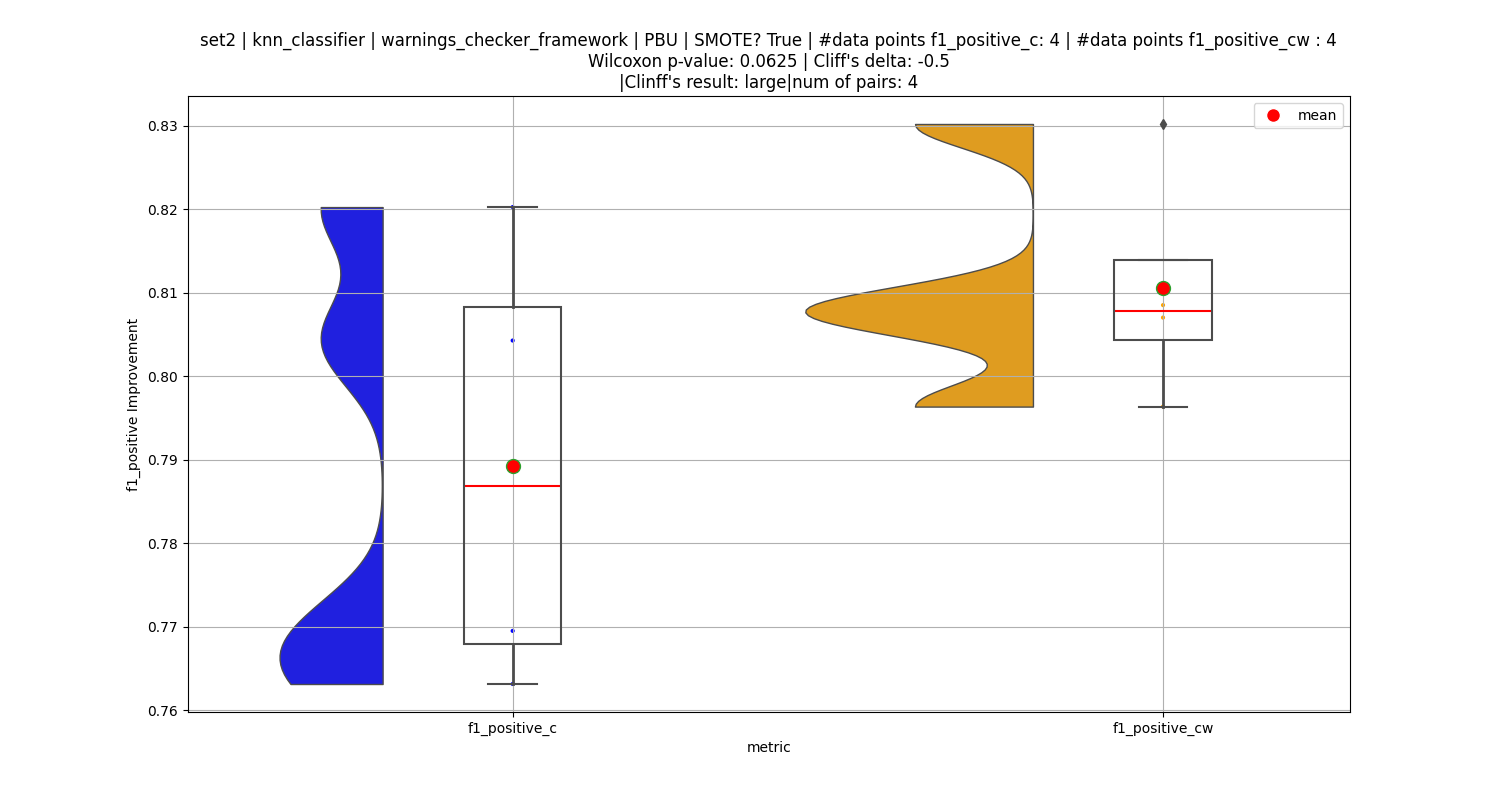 set2 | knn_classifier | warnings_checker_framework | PBU | SMOTE? True | #data points f1_positive_c: 4 | #data points f1_positive_cw : 4
Wilcoxon p-value: 0.0625 | Cliff's delta: -0.5
|Clinff's result: large|num of pairs: 4
mean
0.83
0.82
0.81
0.80
0.79
0.78
0.77
0.76
f1_positive Improvement
f1_positive_c
f1_positive_cw
metric